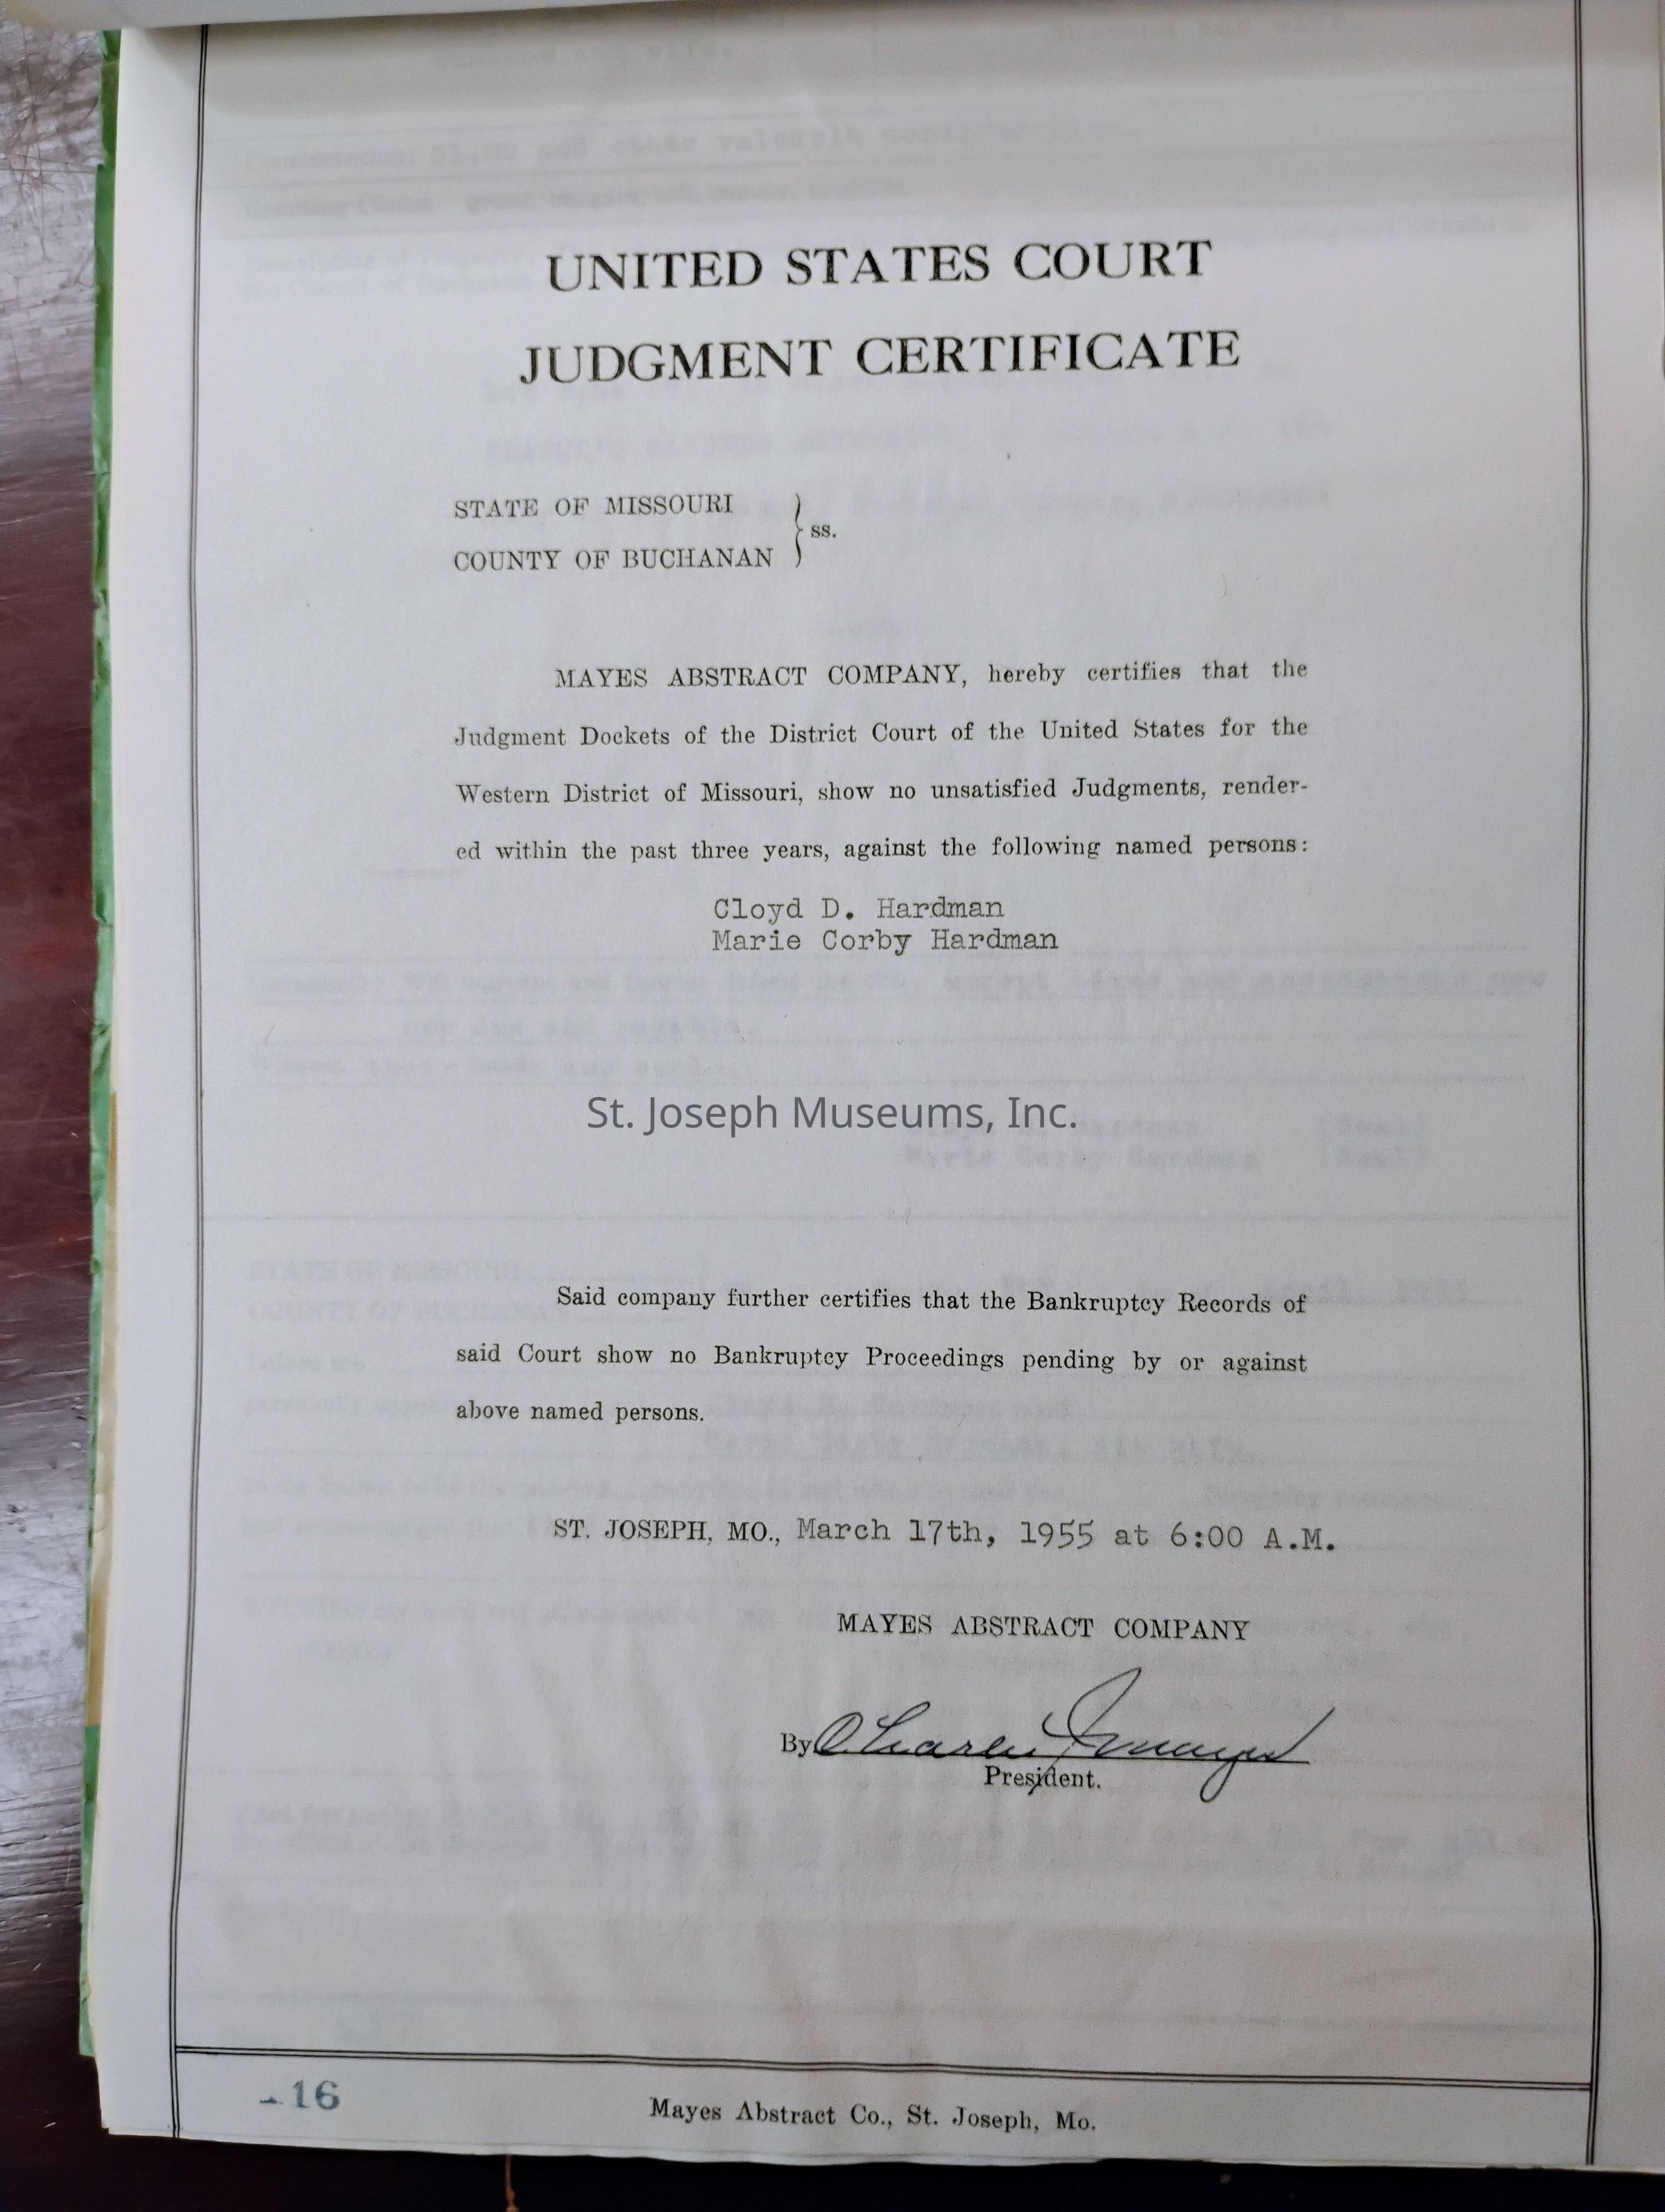 UNITED STATES COURT
JUDGMENT CERTIFICATE
STATE OF MISSOURI
ss.
COUNTY OF BUCHANAN
MAYES ABSTRACT COMPANY, hereby certifies that the
Judgment Dockets of the District Court of the United States for the
Western District of Missouri, show no unsatisfied Judgments, render-
ed within the past three years, against the following named persons:
Cloyd D. Hardman
Marie Corby Hardman
St. Joseph Museums, Inc.
Said company further certifies that the Bankruptcy Records of
said Court show no Bankruptcy Proceedings pending by or against
above named persons.
ST. JOSEPH, MO., March 17th, 1955 at 6:00 A.M.
MAYES ABSTRACT COMPANY
By
President.
16
Mayes Abstract Co., St. Joseph, Mo.